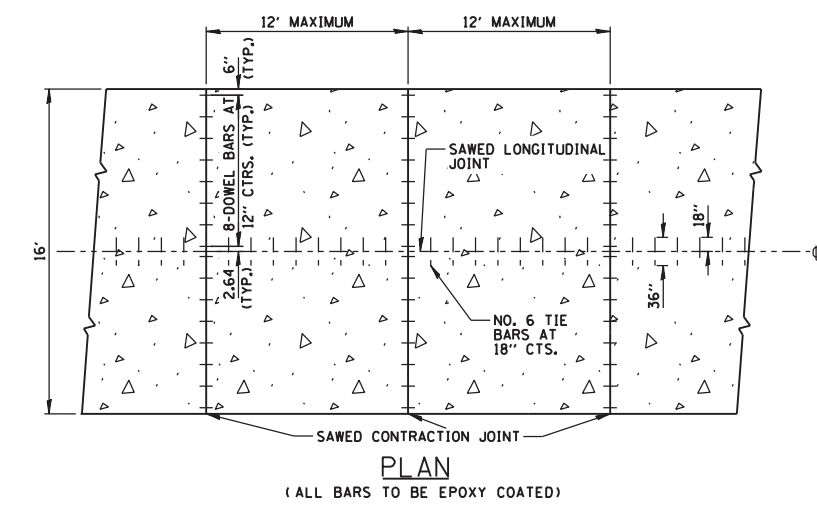 12' MAXIMUM
12' MAXIMUM
6"
(TYP.)
8-DOWEL BARS AT
12" CTRS. (TYP.)
SAWED LONGITUDINAL
JOINT
16'
18"
36"
2.64
(TYP.)
NO. 6 TIE
BARS AT
18" CTS.
SAWED CONTRACTION JOINT
PLAN
(ALL BARS TO BE EPOXY COATED)